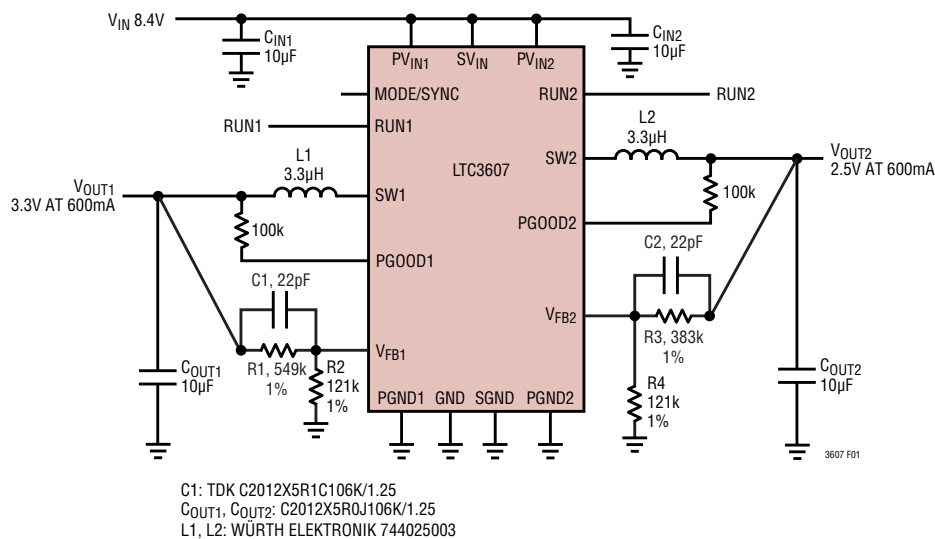 VIN 8.4V
CIN1
10µF
CIN2
10µF
PVIN1 SVIN PVIN2
MODE/SYNC
RUN2
RUN2
RUN1
RUN1
L2
3.3µH
SW2
VOUT2
2.5V AT 600mA
LTC3607
L1
3.3µH
SW1
VOUT1
3.3V AT 600mA
100k
100k
PGOOD2
PGOOD1
C2, 22pF
C1, 22pF
VFB2
R3, 383k
1%
VFB1
R1, 549k
1%
R2
121k
1%
COUT1
10µF
COUT2
10µF
R4
121k
1%
PGND1 GND SGND PGND2
3607 F01
C1: TDK C2012X5R1C106K/1.25
COUT1, COUT2: C2012X5R0J106K/1.25
L1, L2: WÜRTH ELEKTRONIK 744025003